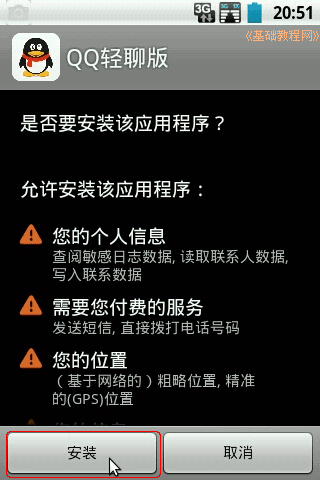 3G 3G 1X 20:51
《基础教程网》
QQ轻聊版
是否要安装该应用程序？
允许安装该应用程序：
您的个人信息
查阅敏感日志数据, 读取联系人数据,
写入联系数据
需要您付费的服务
发送短信, 直接拨打电话号码
您的位置
（基于网络的）粗略位置, 精准
的(GPS)位置
安装 取消